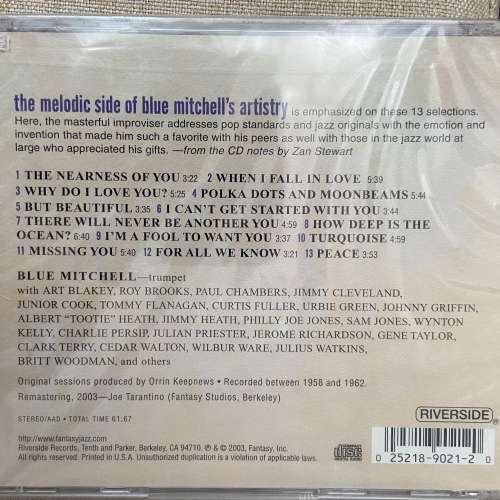 the melodic side of blue mitchell's artistry is emphasized on these 13 selections.
Here, the masterful improviser addresses pop standards and jazz originals with the emotion and
invention that made him such a favorite with his peers as well with those in the jazz world at
large who appreciated his gifts. —from the CD notes by Zan Stewart
1 THE NEARNESS OF YOU 3:22 2 WHEN I FALL IN LOVE 5:39
3 WHY DO I LOVE YOU? 5:25 4 POLKA DOTS AND MOONBEAMS 5:44
5 BUT BEAUTIFUL 3:35 6 I CAN'T GET STARTED WITH YOU 3:44
7 THERE WILL NEVER BE ANOTHER YOU 4:59 8 HOW DEEP IS THE
OCEAN? 6:40 9 I'M A FOOL TO WANT YOU 3:37 10 TURQUOISE 4:59
11 MISSING YOU 5:40 12 FOR ALL WE KNOW 3:21 13 PEACE 3:53
BLUE MITCHELL—trumpet
with ART BLAKEY, ROY BROOKS, PAUL CHAMBERS, JIMMY CLEVELAND,
JUNIOR COOK, TOMMY FLANAGAN, CURTIS FULLER, URBIE GREEN, JOHNNY GRIFFIN,
ALBERT "TOOTIE" HEATH, JIMMY HEATH, PHILLY JOE JONES, SAM JONES, WYNTON
KELLY, CHARLIE PERSIP, JULIAN PRIESTER, JEROME RICHARDSON, GENE TAYLOR,
CLARK TERRY, CEDAR WALTON, WILBUR WARE, JULIUS WATKINS,
BRITT WOODMAN, and others
Original sessions produced by Orrin Keepnews • Recorded between 1958 and 1962.
Remastering, 2003—Joe Tarantino (Fantasy Studios, Berkeley)
STEREO/AAD • TOTAL TIME 61:67
RIVERSIDE®
http://www.fantasyjazz.com
Riverside Records, Tenth and Parker, Berkeley, CA 94710. ℗ & © 2003, Fantasy, Inc.
All rights reserved. Printed in U.S.A. Unauthorized duplication is a violation of applicable laws.
COMPACT
disc
DIGITAL AUDIO
0 25218-9021-2 0